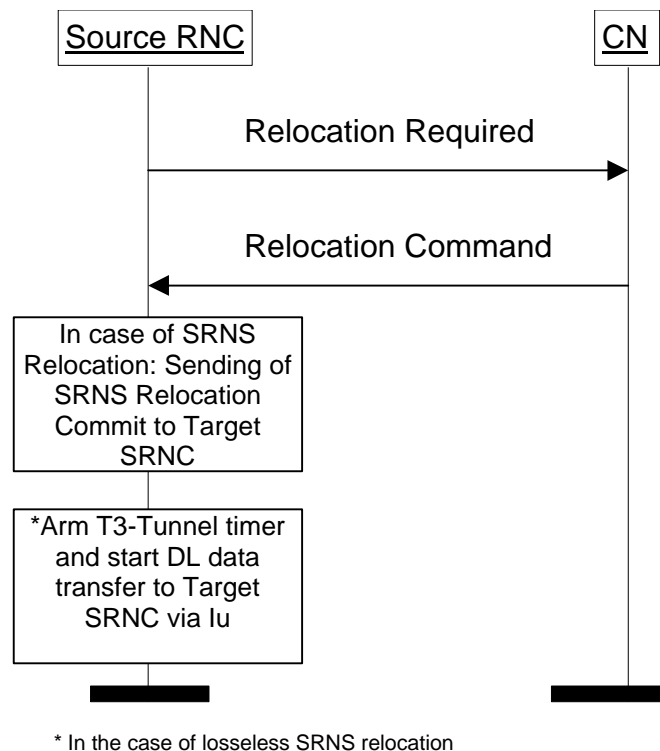 Source RNC
CN
Relocation Required
Relocation Command
In case of SRNS
Relocation: Sending of
SRNS Relocation
Commit to Target
SRNC
*Arm T3-Tunnel timer
and start DL data
transfer to Target
SRNC via Iu
* In the case of losseless SRNS relocation